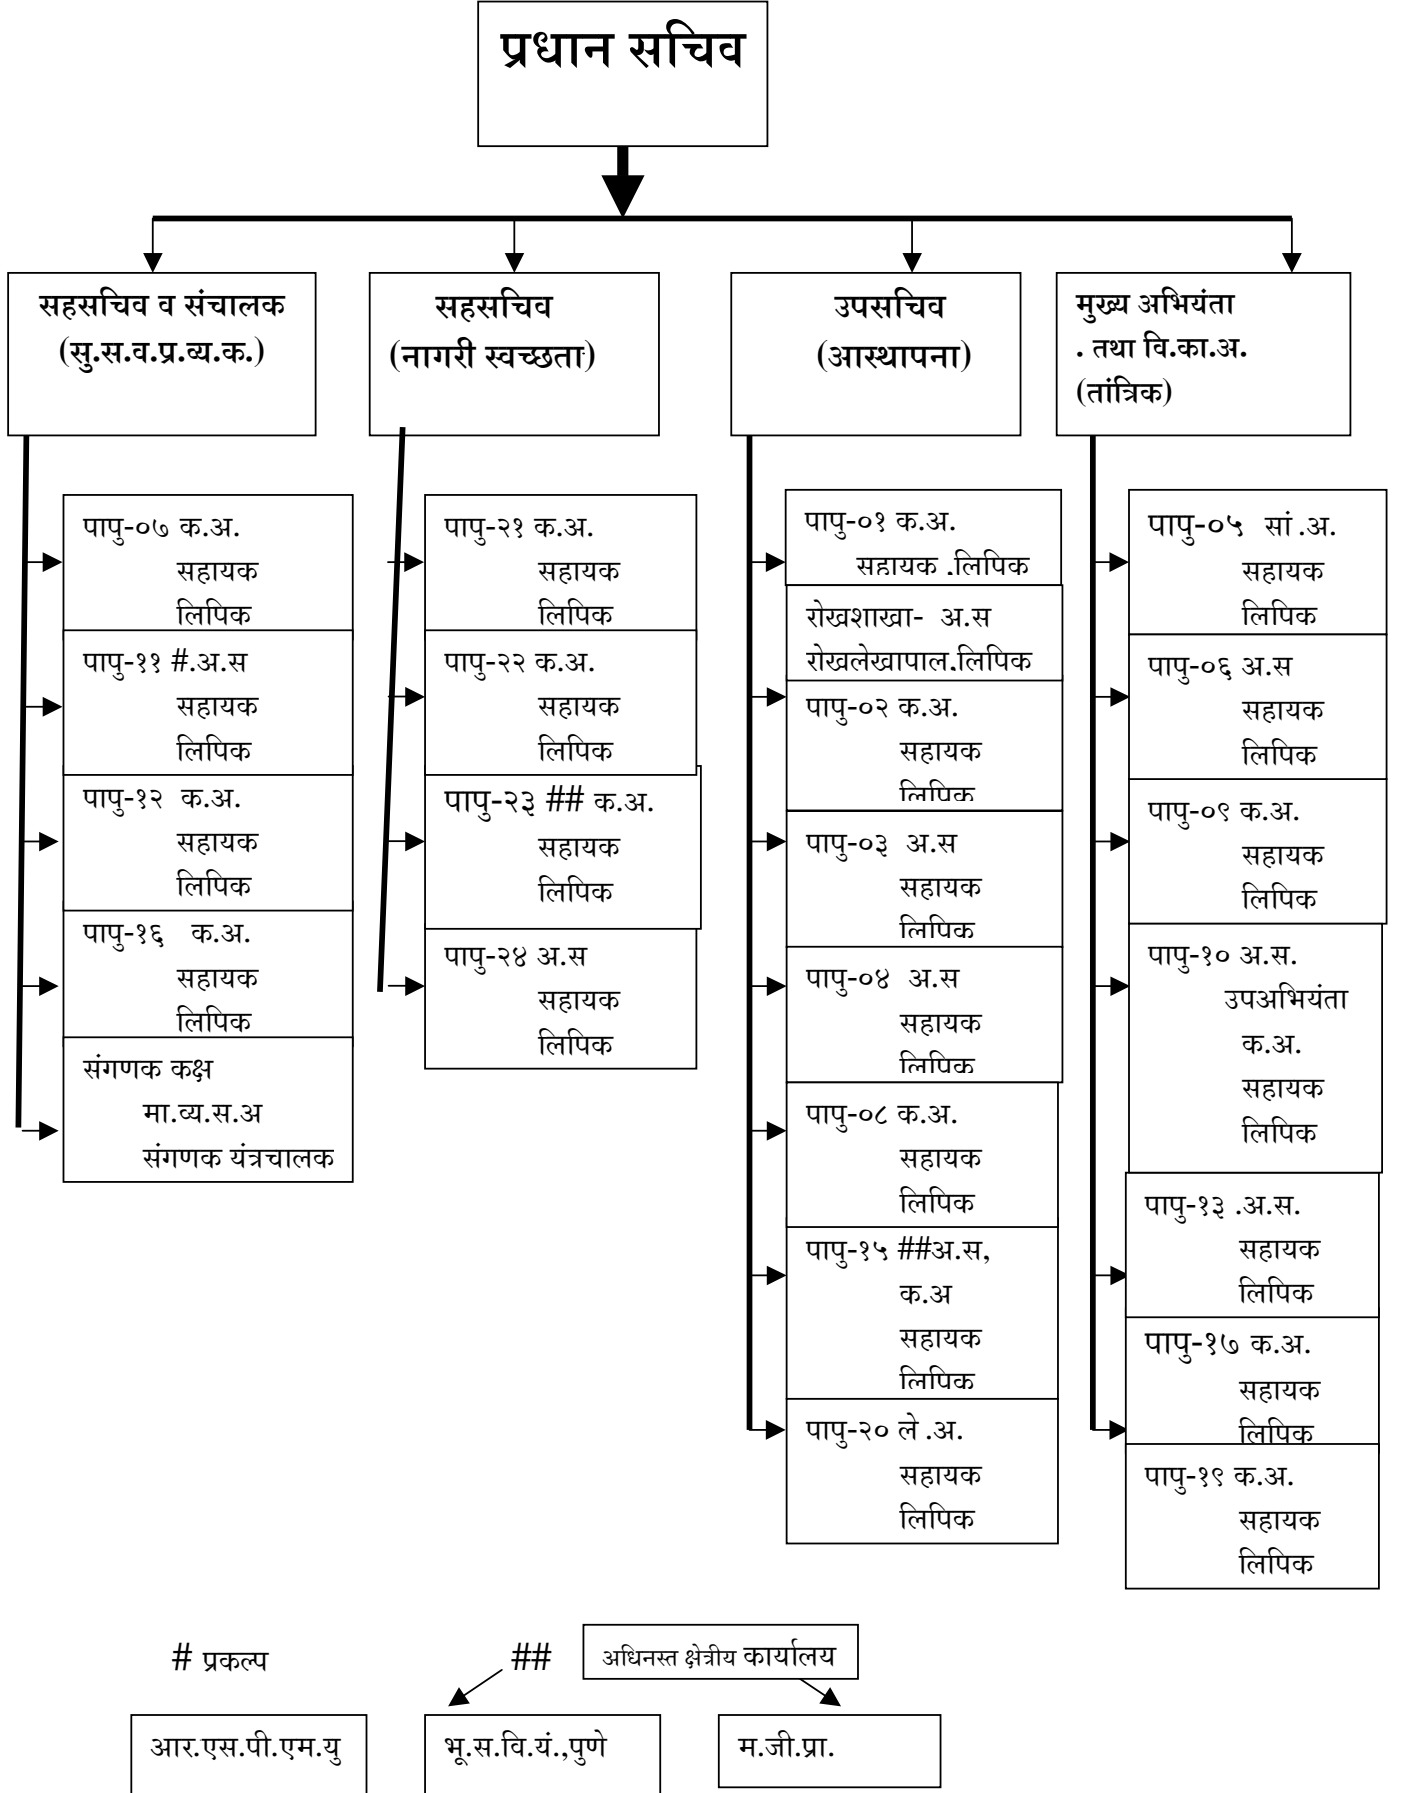 प्रधान सचिव
सहसचिव व संचालक
(सु.स.व.प्र.व्य.क.)
सहसचिव
(नागरी स्वच्छता)
उपसचिव
(आस्थापना)
मुख्य अभियंता
. तथा वि.का.अ.
(तांत्रिक)
पापु-०७ क.अ.
सहायक
लिपिक
पापु-११ #.अ.स
सहायक
लिपिक
पापु-१२ क.अ.
सहायक
लिपिक
पापु-१६ क.अ.
सहायक
लिपिक
संगणक कक्ष
मा.व्य.स.अ
संगणक यंत्रचालक
पापु-२१ क.अ.
सहायक
लिपिक
पापु-२२ क.अ.
सहायक
लिपिक
पापु-२३ ## क.अ.
सहायक
लिपिक
पापु-२४ अ.स
सहायक
लिपिक
पापु-०१ क.अ.
सहायक .लिपिक
रोखशाखा- अ.स
रोखलेखापाल.लिपिक
पापु-०२ क.अ.
सहायक
लिपिक
पापु-०३ अ.स
सहायक
लिपिक
पापु-०४ अ.स
सहायक
लिपिक
पापु-०८ क.अ.
सहायक
लिपिक
पापु-१५ ##अ.स,
क.अ
सहायक
लिपिक
पापु-२० ले .अ.
सहायक
लिपिक
पापु-०५ सां .अ.
सहायक
लिपिक
पापु-०६ अ.स
सहायक
लिपिक
पापु-०९ क.अ.
सहायक
लिपिक
पापु-१० अ.स.
उपअभियंता
क.अ.
सहायक
लिपिक
पापु-१३ .अ.स.
सहायक
लिपिक
पापु-१७ क.अ.
सहायक
लिपिक
पापु-१९ क.अ.
सहायक
लिपिक
# प्रकल्प
##
अधिनस्त क्षेत्रीय कार्यालय
आर.एस.पी.एम.यु
भू.स.वि.यं.,पुणे
म.जी.प्रा.